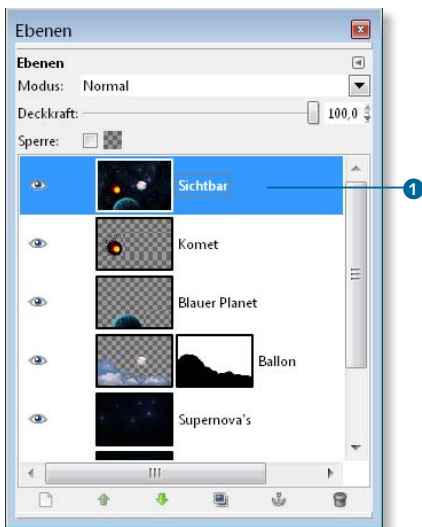 Ebenen
Ebenen
Modus: Normal
Deckkraft: 100,0
Sperre:
Sichtbar 1
Komet
Blauer Planet
Ballon
Supernova's